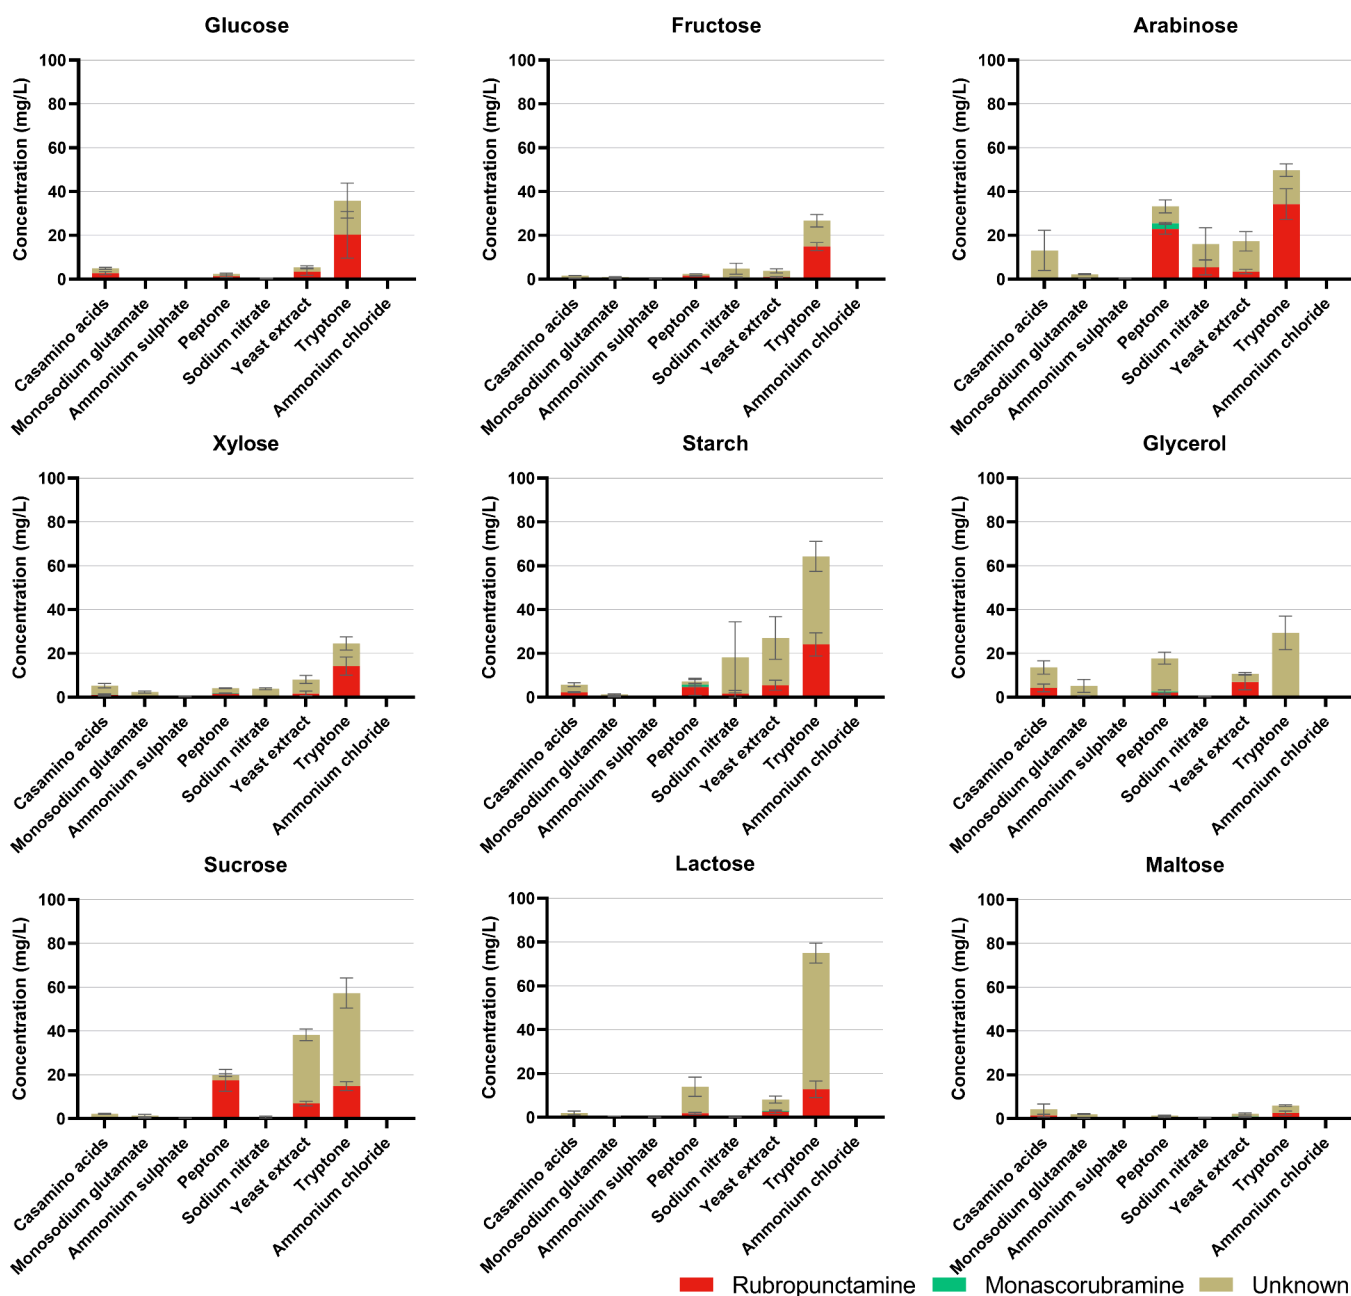 Glucose
Fructose
Arabinose
Concentration (mg/L)
100
80
60
40
20
0
Casamino acids
Monosodium glutamate
Ammonium sulphate
Peptone
Sodium nitrate
Yeast extract
Tryptone
Ammonium chloride
Concentration (mg/L)
100
80
60
40
20
0
Casamino acids
Monosodium glutamate
Ammonium sulphate
Peptone
Sodium nitrate
Yeast extract
Tryptone
Ammonium chloride
Concentration (mg/L)
100
80
60
40
20
0
Casamino acids
Monosodium glutamate
Ammonium sulphate
Peptone
Sodium nitrate
Yeast extract
Tryptone
Ammonium chloride
Xylose
Starch
Glycerol
Concentration (mg/L)
100
80
60
40
20
0
Casamino acids
Monosodium glutamate
Ammonium sulphate
Peptone
Sodium nitrate
Yeast extract
Tryptone
Ammonium chloride
Concentration (mg/L)
100
80
60
40
20
0
Casamino acids
Monosodium glutamate
Ammonium sulphate
Peptone
Sodium nitrate
Yeast extract
Tryptone
Ammonium chloride
Concentration (mg/L)
100
80
60
40
20
0
Casamino acids
Monosodium glutamate
Ammonium sulphate
Peptone
Sodium nitrate
Yeast extract
Tryptone
Ammonium chloride
Sucrose
Lactose
Maltose
Concentration (mg/L)
100
80
60
40
20
0
Casamino acids
Monosodium glutamate
Ammonium sulphate
Peptone
Sodium nitrate
Yeast extract
Tryptone
Ammonium chloride
Concentration (mg/L)
100
80
60
40
20
0
Casamino acids
Monosodium glutamate
Ammonium sulphate
Peptone
Sodium nitrate
Yeast extract
Tryptone
Ammonium chloride
Concentration (mg/L)
100
80
60
40
20
0
Casamino acids
Monosodium glutamate
Ammonium sulphate
Peptone
Sodium nitrate
Yeast extract
Tryptone
Ammonium chloride
Rubropunctamine Monascorubramine Unknown